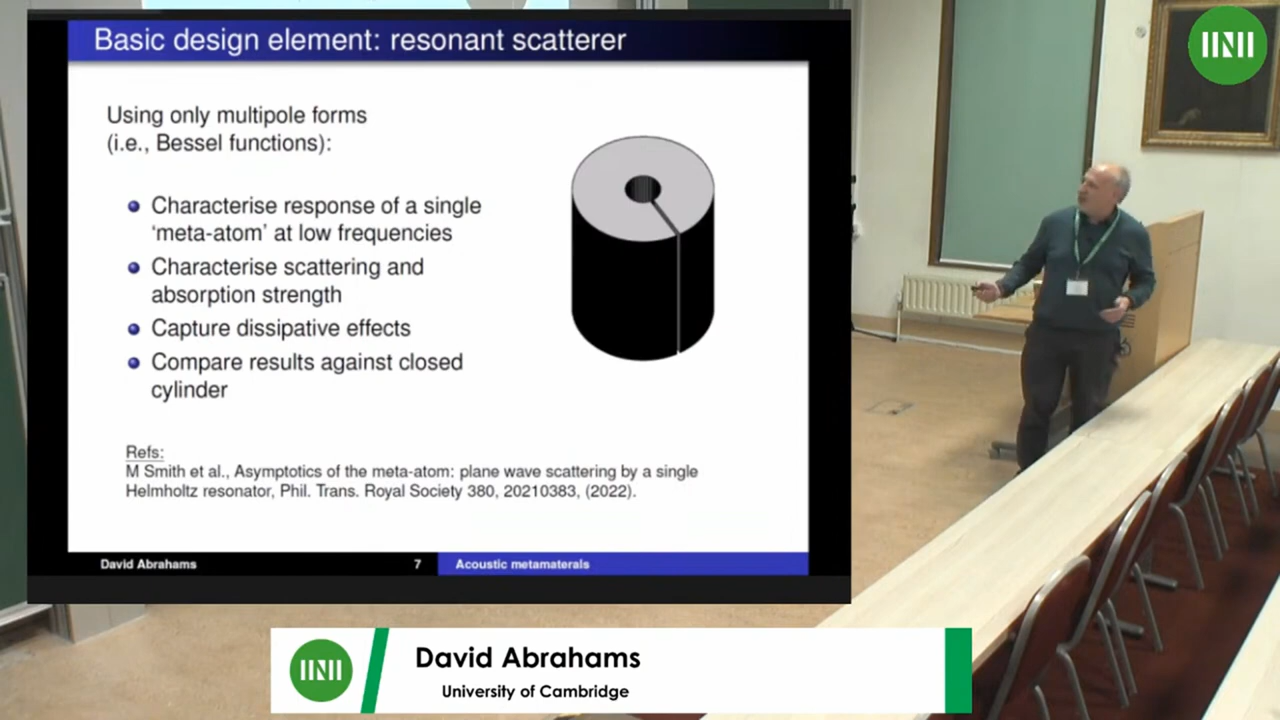 Basic design element: resonant scatterer
Using only multipole forms
(i.e., Bessel functions):
Characterise response of a single
‘meta-atom’ at low frequencies
Characterise scattering and
absorption strength
Capture dissipative effects
Compare results against closed
cylinder
Refs:
M Smith et al., Asymptotics of the meta-atom: plane wave scattering by a single
Helmholtz resonator, Phil. Trans. Royal Society 380, 20210383, (2022).
David Abrahams
7
Acoustic metamaterals
David Abrahams
University of Cambridge